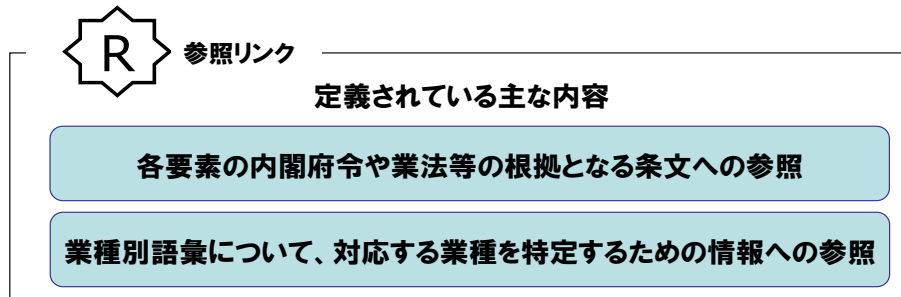 R 参照リンク
定義されている主な内容
各要素の内閣府令や業法等の根拠となる条文への参照
業種別語彙について、対応する業種を特定するための情報への参照